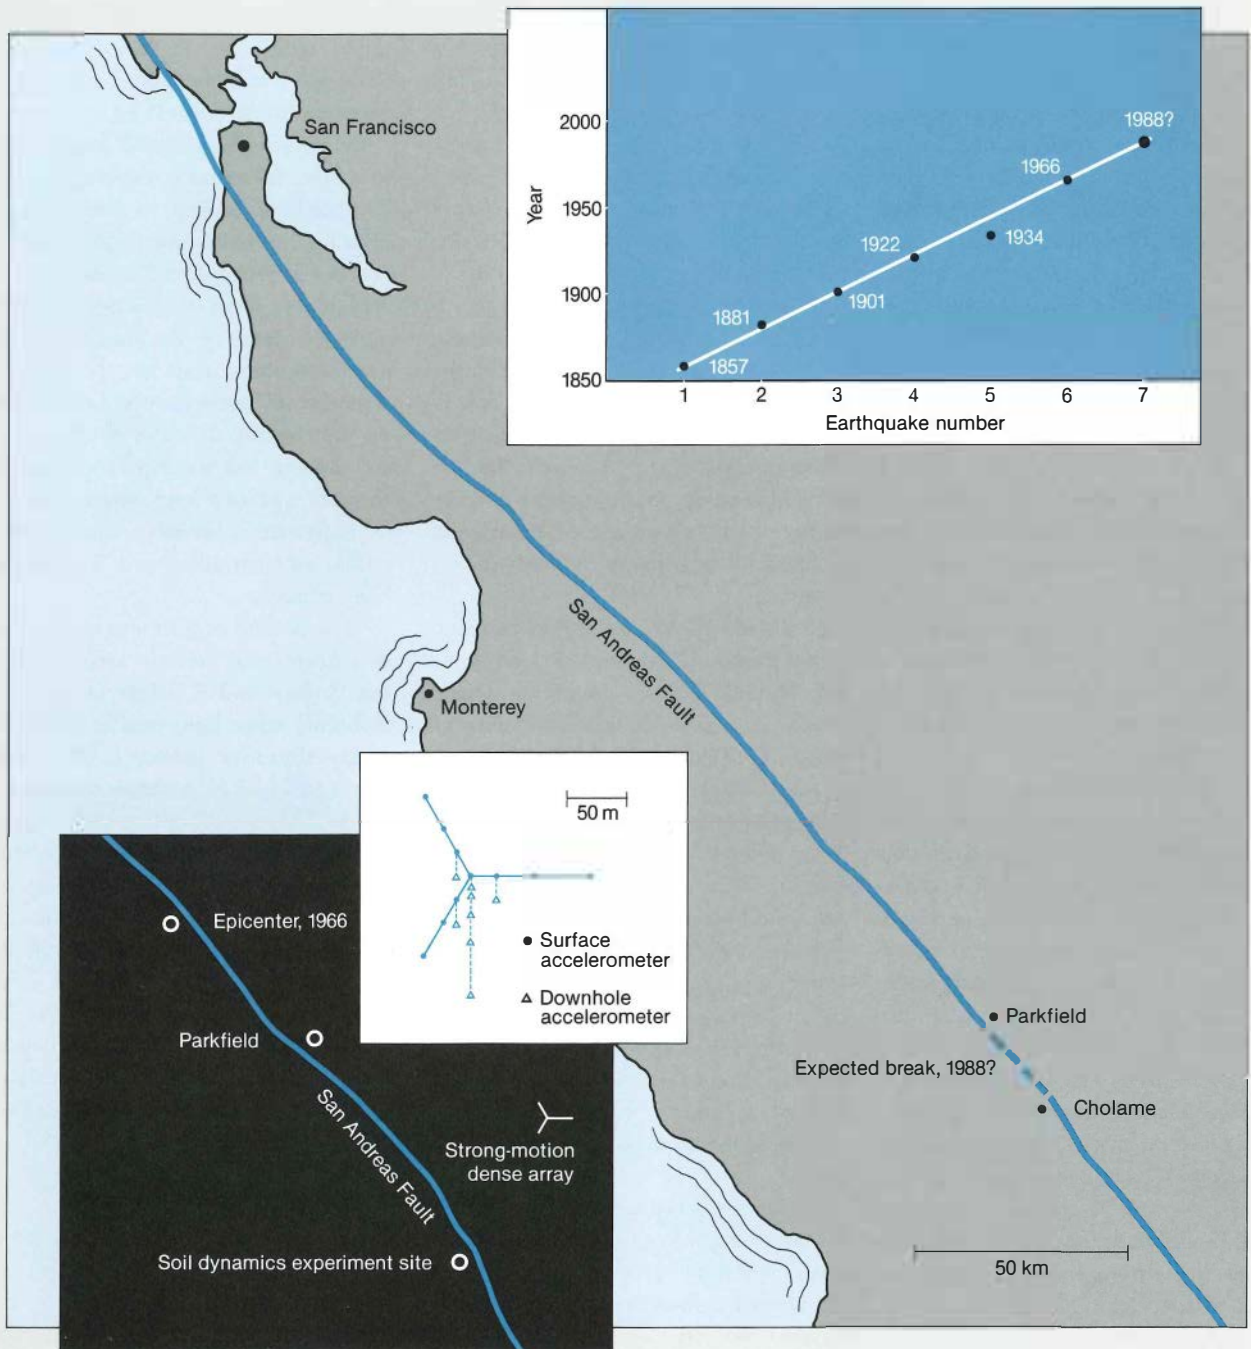 San Francisco
2000
1950
1900
1850
Year
1988?
1966
1934
1922
1901
1881
1857
1 2 3 4 5 6 7
Earthquake number
San Andreas Fault
Monterey
50 m
Surface
accelerometer
Downhole
accelerometer
Epicenter, 1966
Parkfield
San Andreas Fault
Strong-motion
dense array
Soil dynamics experiment site
Parkfield
Expected break, 1988?
Cholame
50 km